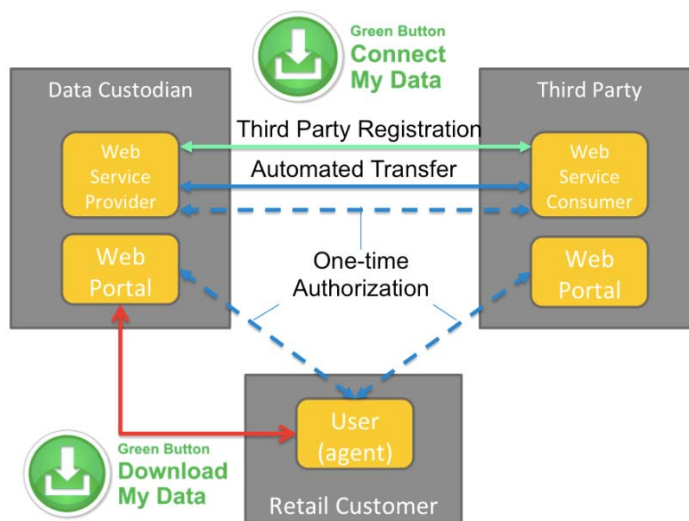 Green Button
Connect
My Data
Data Custodian
Third Party
Third Party Registration
Web
Service
Provider
Automated Transfer
Web
Service
Consumer
Web
Portal
One-time
Authorization
Web
Portal
User
(agent)
Retail Customer
Green Button
Download
My Data